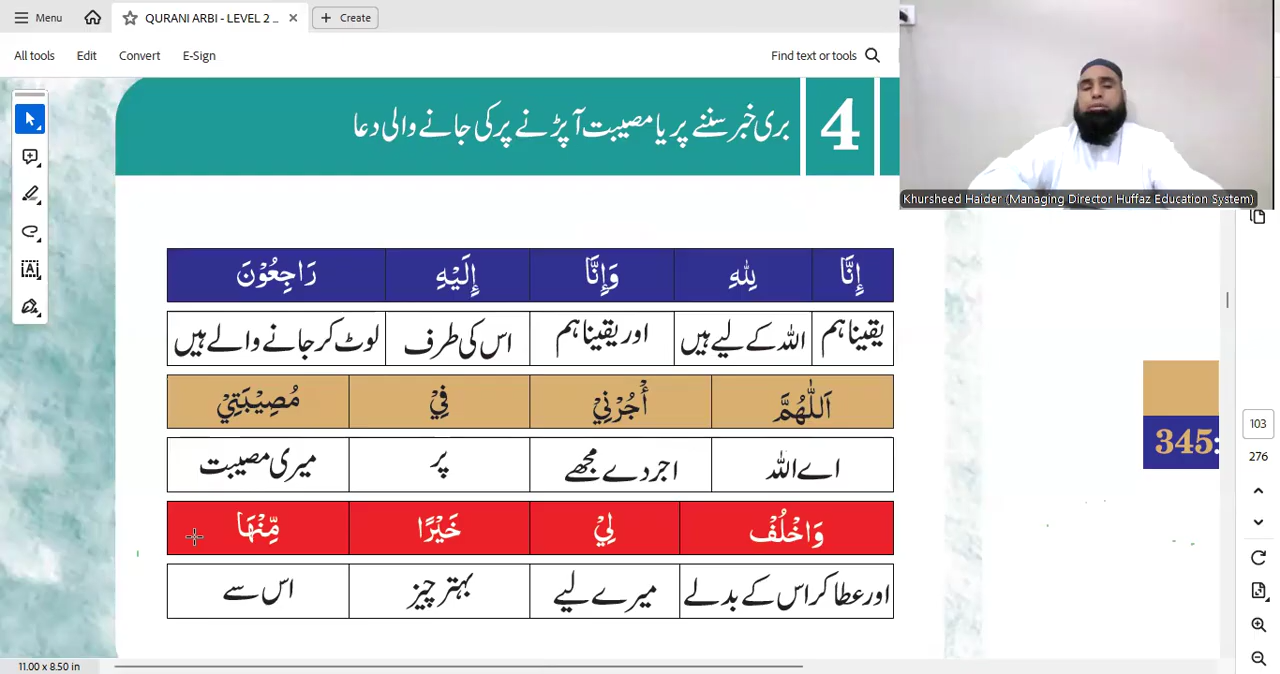 Menu
QURANI ARBI - LEVEL 2 ...
Create
All tools
Edit
Convert
E-Sign
Find text or tools
4
بری خبر سننے پر یا مصیبت آ پڑنے پر کی جانے والی دعا
Khursheed Haider (Managing Director Huffaz Education System)
إِنَّا لِلّٰهِ وَإِنَّا إِلَيْهِ رَاجِعُوْنَ
یقینا ہم اللہ کے لیے ہیں اور یقینا ہم اس کی طرف لوٹ کر جانے والے ہیں
اَللّٰهُمَّ أْجُرْنِيْ فِيْ مُصِيْبَتِيْ
اے اللہ اجر دے مجھے پر میری مصیبت
وَاخْلُفْ لِيْ خَيْرًا مِّنْهَا
اور عطا کر اس کے بدلے میرے لیے بہتر چیز اس سے
345:
103
276
11.00 x 8.50 in